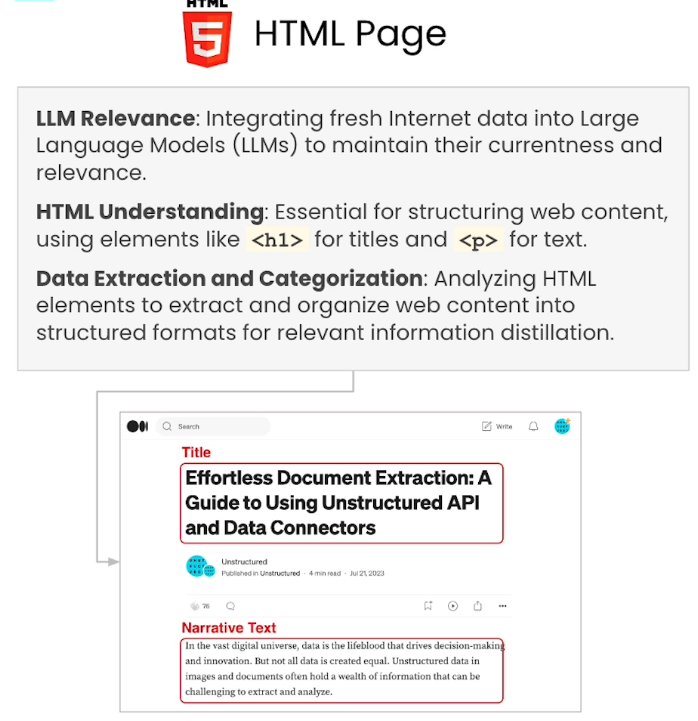 HTML
5
HTML Page
LLM Relevance: Integrating fresh Internet data into Large
Language Models (LLMs) to maintain their currentness and
relevance.
HTML Understanding: Essential for structuring web content,
using elements like <h1> for titles and <p> for text.
Data Extraction and Categorization: Analyzing HTML
elements to extract and organize web content into
structured formats for relevant information distillation.
Search
Write
Title
Effortless Document Extraction: A
Guide to Using Unstructured API
and Data Connectors
Unstructured
Published in Unstructured · 4 min read · Jul 21, 2023
76
Narrative Text
In the vast digital universe, data is the lifeblood that drives decision-making
and innovation. But not all data is created equal. Unstructured data in
images and documents often hold a wealth of information that can be
challenging to extract and analyze.